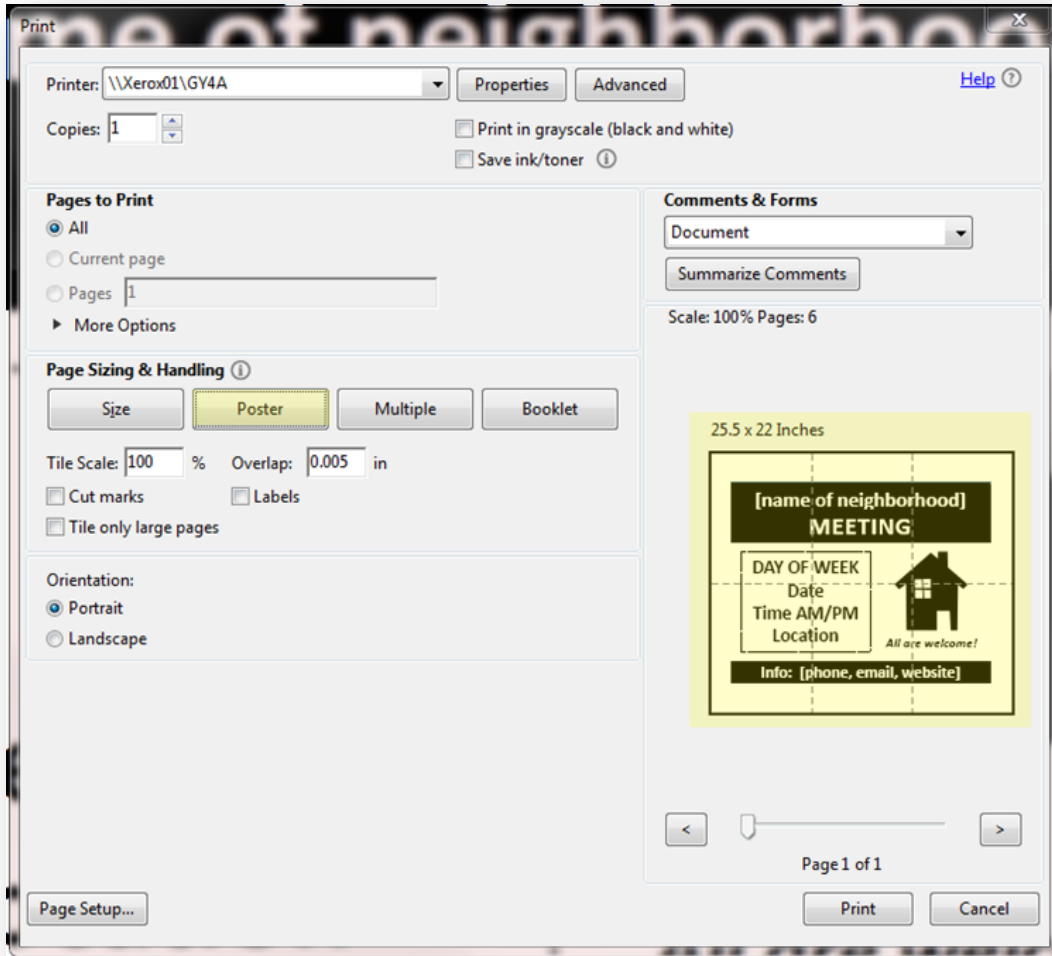 me of neighborhoo
Print
Printer: \\Xerox01\GY4A Properties Advanced Help
Copies: 1 Print in grayscale (black and white)
Save ink/toner
Pages to Print
All
Current page
Pages 1
More Options
Comments & Forms
Document
Summarize Comments
Scale: 100% Pages: 6
Page Sizing & Handling
Size Poster Multiple Booklet
Tile Scale: 100 % Overlap: 0.005 in
Cut marks Labels
Tile only large pages
Orientation:
Portrait
Landscape
25.5 x 22 Inches
[name of neighborhood]
MEETING
DAY OF WEEK
Date
Time AM/PM
Location
All are welcome!
Info: [phone, email, website]
< >
Page 1 of 1
Page Setup... Print Cancel